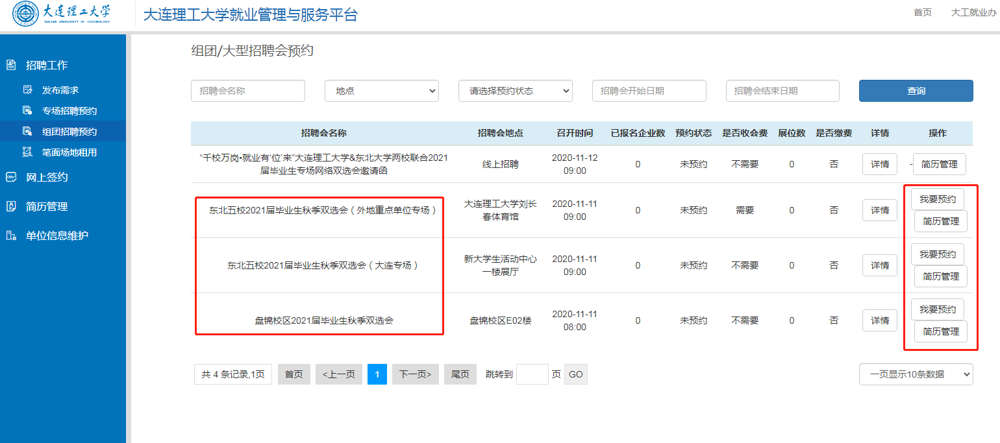 大连理工大学
DALIAN UNIVERSITY OF TECHNOLOGY
大连理工大学就业管理与服务平台
首页
大工就业办
招聘工作
发布需求
专场招聘预约
组团招聘预约
笔面场地租用
网上签约
简历管理
单位信息维护
组团/大型招聘会预约
招聘会名称
地点
请选择预约状态
招聘会开始日期
招聘会结束日期
查询
招聘会名称 招聘会地点 召开时间 已报名企业数 预约状态 是否收会费 展位数 是否缴费 详情 操作
“千校万岗•就业有‘位’来”大连理工大学&东北大学两校联合2021
届毕业生专场网络双选会邀请函
线上招聘
2020-11-12
09:00
0 未预约 不需要 0 否 详情 -简历管理
东北五校2021届毕业生秋季双选会（外地重点单位专场）
大连理工大学刘长
春体育馆
2020-11-11
09:00
0 未预约 需要 0 否 详情
我要预约
简历管理
东北五校2021届毕业生秋季双选会（大连专场）
新大学生活动中心
一楼展厅
2020-11-11
09:00
0 未预约 不需要 0 否 详情
我要预约
简历管理
盘锦校区2021届毕业生秋季双选会
盘锦校区E02楼
2020-11-11
08:00
0 未预约 不需要 0 否 详情
我要预约
简历管理
共 4 条记录,1页 首页 <上一页 1 下一页> 尾页 跳转到 页 GO
一页显示10条数据